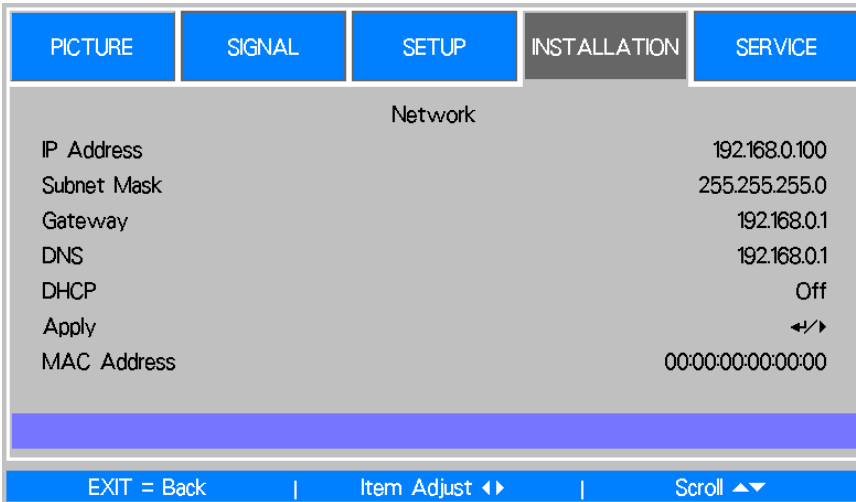 PICTURE SIGNAL SETUP INSTALLATION SERVICE
Network
IP Address 192.168.0.100
Subnet Mask 255.255.255.0
Gateway 192.168.0.1
DNS 192.168.0.1
DHCP Off
Apply ↵/▶
MAC Address 00:00:00:00:00:00
EXIT = Back | Item Adjust ◀▶ | Scroll ▲▼